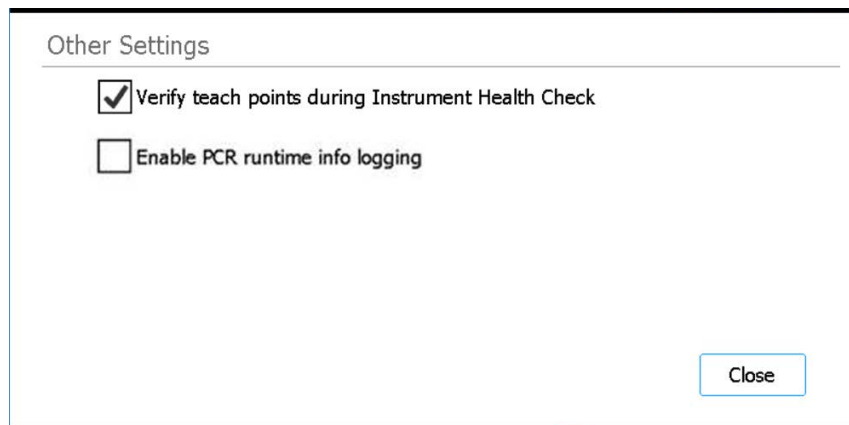 Other Settings
Verify teach points during Instrument Health Check
Enable PCR runtime info logging
Close